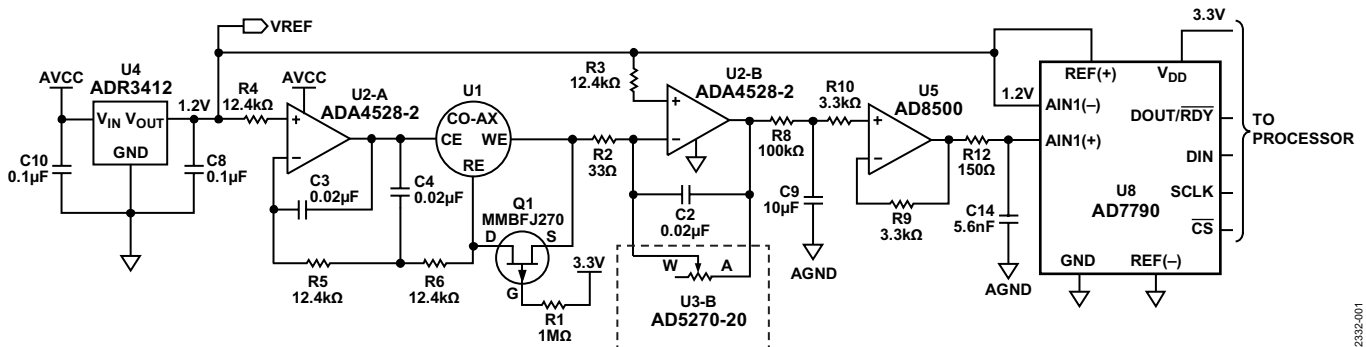 VREF
AVCC
U4
ADR3412
1.2V
VIN VOUT
GND
C10
0.1µF
C8
0.1µF
R4
12.4kΩ
AVCC
U2-A
ADA4528-2
+
−
C3
0.02µF
C4
0.02µF
R5
12.4kΩ
R6
12.4kΩ
U1
CO-AX
CE
WE
RE
Q1
MMBFJ270
D
S
G
R1
1MΩ
3.3V
R2
33Ω
R3
12.4kΩ
U2-B
ADA4528-2
+
−
C2
0.02µF
W
A
U3-B
AD5270-20
R8
100kΩ
C9
10µF
AGND
R10
3.3kΩ
U5
AD8500
+
−
R9
3.3kΩ
R12
150Ω
C14
5.6nF
AGND
1.2V
3.3V
REF(+)
VDD
AIN1(−)
AIN1(+)
DOUT/RDY
DIN
SCLK
CS
U8
AD7790
GND
REF(−)
TO
PROCESSOR
2332-001